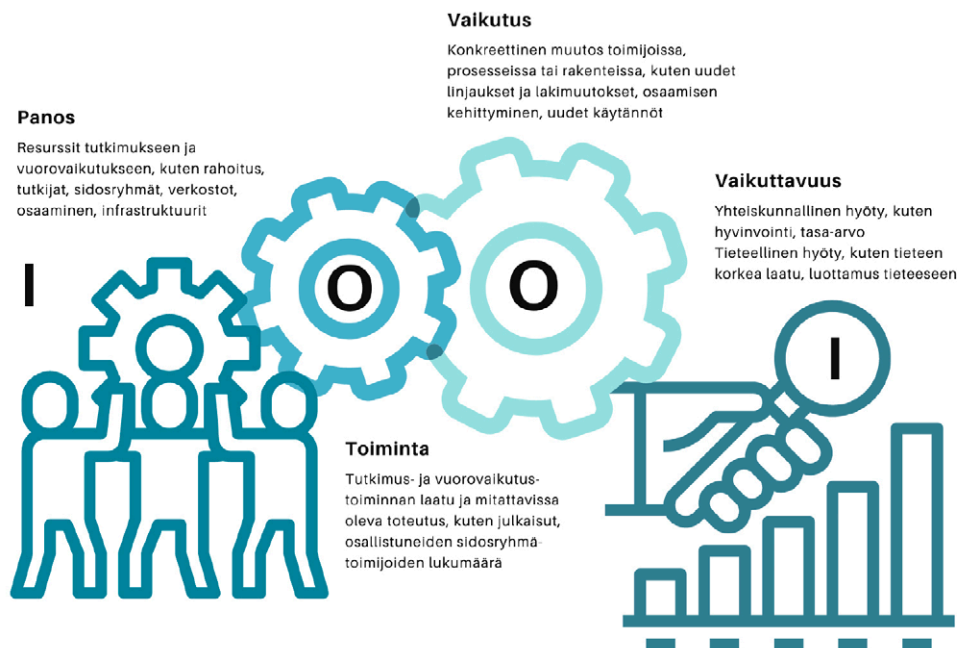 Panos
Resurssit tutkimukseen ja
vuorovaikutukseen, kuten rahoitus,
tutkijat, sidosryhmät, verkostot,
osaaminen, infrastruktuurit
I
O
Toiminta
Tutkimus- ja vuorovaikutus-
toiminnan laatu ja mitattavissa
oleva toteutus, kuten julkaisut,
osallistuneiden sidosryhmä-
toimijoiden lukumäärä
Vaikutus
Konkreettinen muutos toimijoissa,
prosesseissa tai rakenteissa, kuten uudet
linjaukset ja lakimuutokset, osaamisen
kehittyminen, uudet käytännöt
O
Vaikuttavuus
Yhteiskunnallinen hyöty, kuten
hyvinvointi, tasa-arvo
Tieteellinen hyöty, kuten tieteen
korkea laatu, luottamus tieteeseen
I